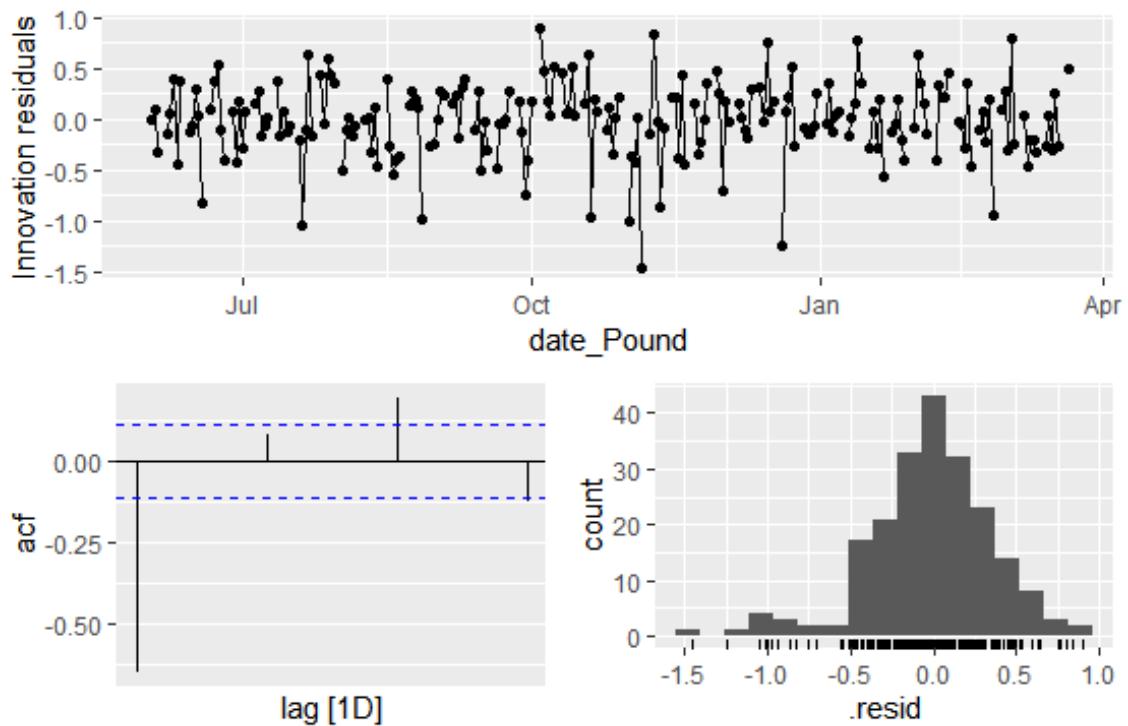 1.0
0.5
0.0
-0.5
-1.0
-1.5
Innovation residuals
Jul
Oct
Jan
Apr
date_Pound
0.00
-0.25
-0.50
acf
lag [1D]
40
30
20
10
0
count
-1.5
-1.0
-0.5
0.0
0.5
1.0
.resid